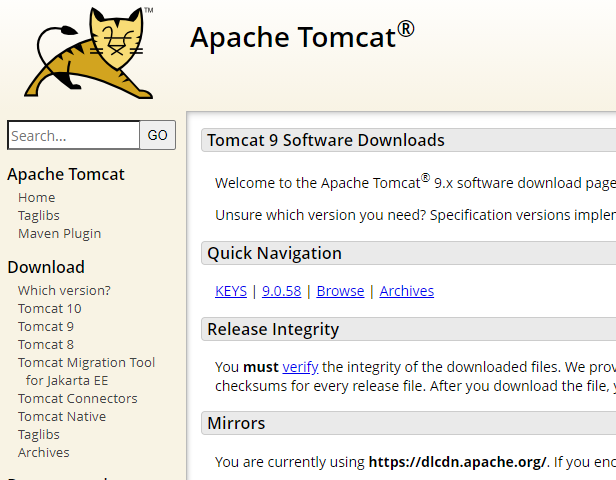 TM
Apache Tomcat®
Search...
GO
Apache Tomcat
Home
Taglibs
Maven Plugin
Download
Which version?
Tomcat 10
Tomcat 9
Tomcat 8
Tomcat Migration Tool
for Jakarta EE
Tomcat Connectors
Tomcat Native
Taglibs
Archives
Tomcat 9 Software Downloads
Welcome to the Apache Tomcat® 9.x software download page
Unsure which version you need? Specification versions implem
Quick Navigation
KEYS | 9.0.58 | Browse | Archives
Release Integrity
You must verify the integrity of the downloaded files. We prov
checksums for every release file. After you download the file, y
Mirrors
You are currently using https://dlcdn.apache.org/. If you enc